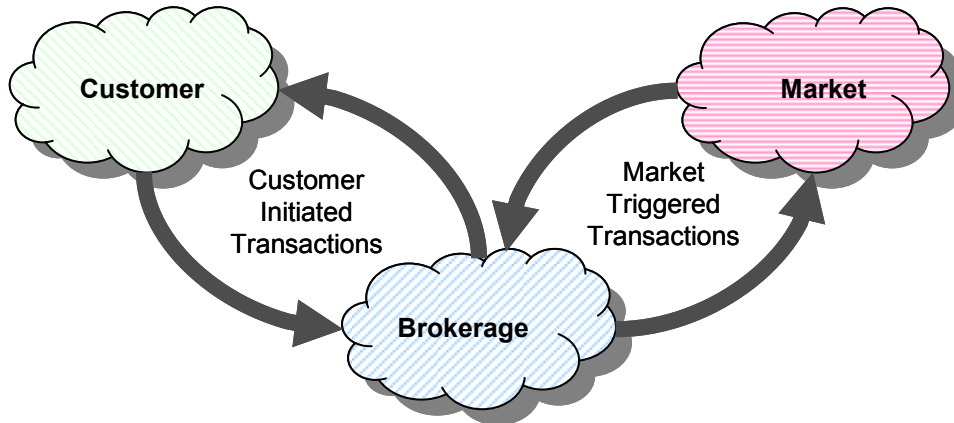 Customer
Market
Customer
Initiated
Transactions
Market
Triggered
Transactions
Brokerage